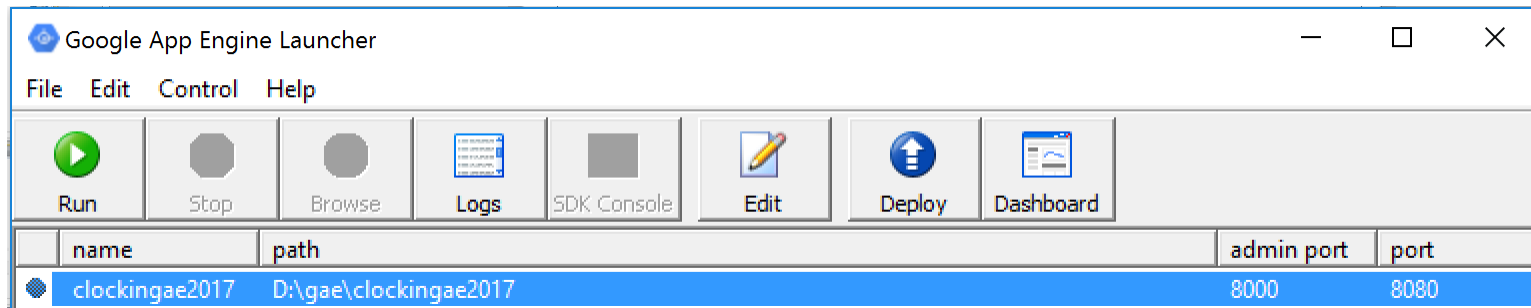 Google App Engine Launcher
File Edit Control Help
Run Stop Browse Logs SDK Console Edit Deploy Dashboard
name path admin port port
clockingae2017 D:\gae\clockingae2017 8000 8080